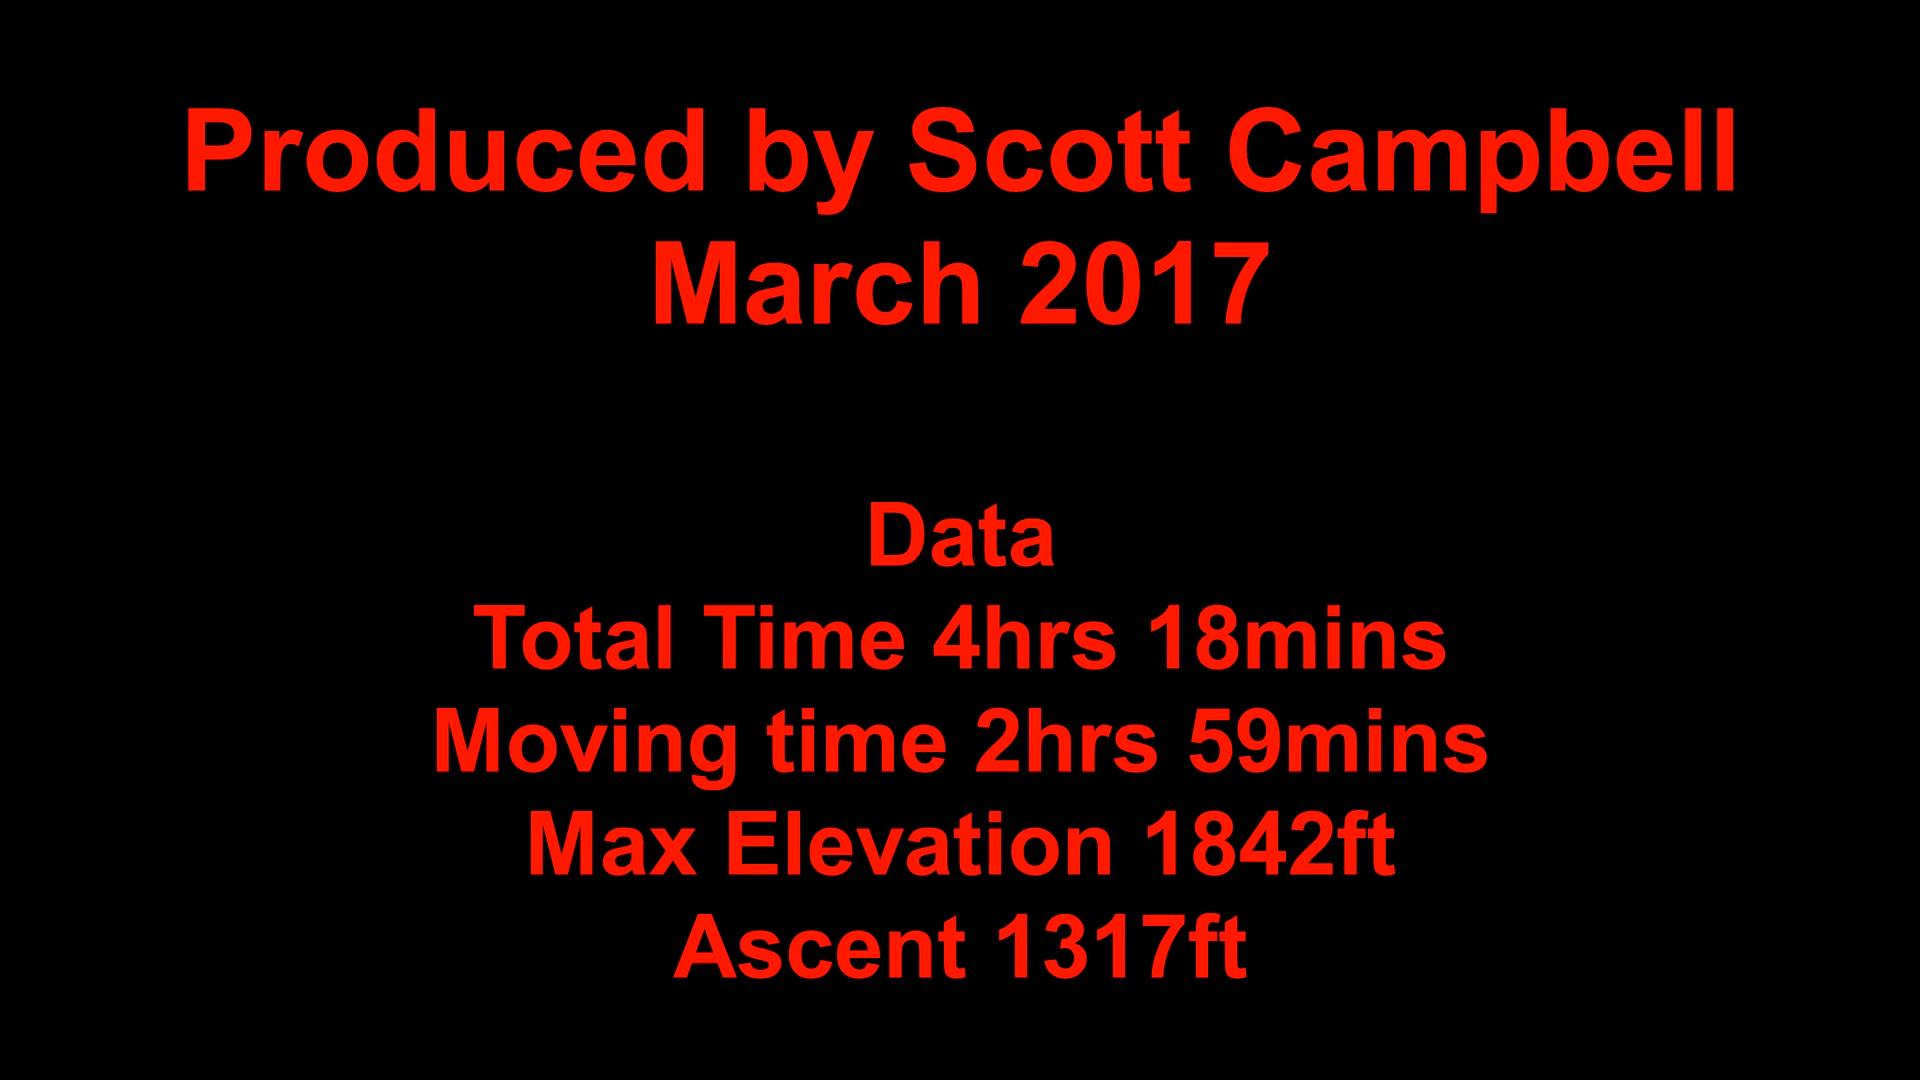 Produced by Scott Campbell
March 2017
Data
Total Time 4hrs 18mins
Moving time 2hrs 59mins
Max Elevation 1842ft
Ascent 1317ft